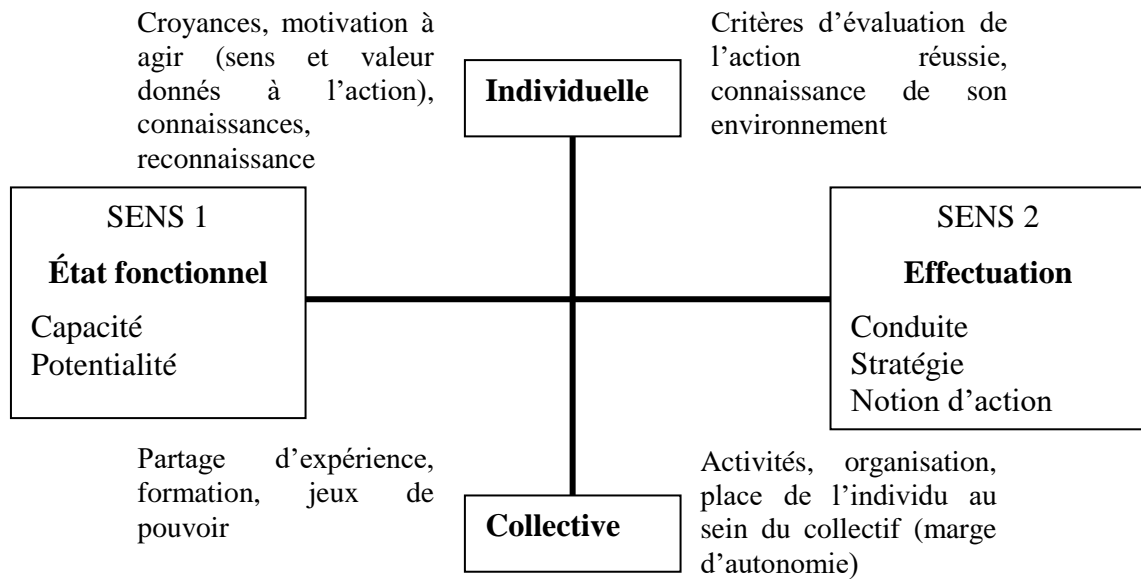 Croyances, motivation à
agir (sens et valeur
donnés à l’action),
connaissances,
reconnaissance
Individuelle
Critères d’évaluation de
l’action réussie,
connaissance de son
environnement
SENS 1
État fonctionnel
Capacité
Potentialité
SENS 2
Effectuation
Conduite
Stratégie
Notion d’action
Partage d’expérience,
formation, jeux de
pouvoir
Collective
Activités, organisation,
place de l’individu au
sein du collectif (marge
d’autonomie)